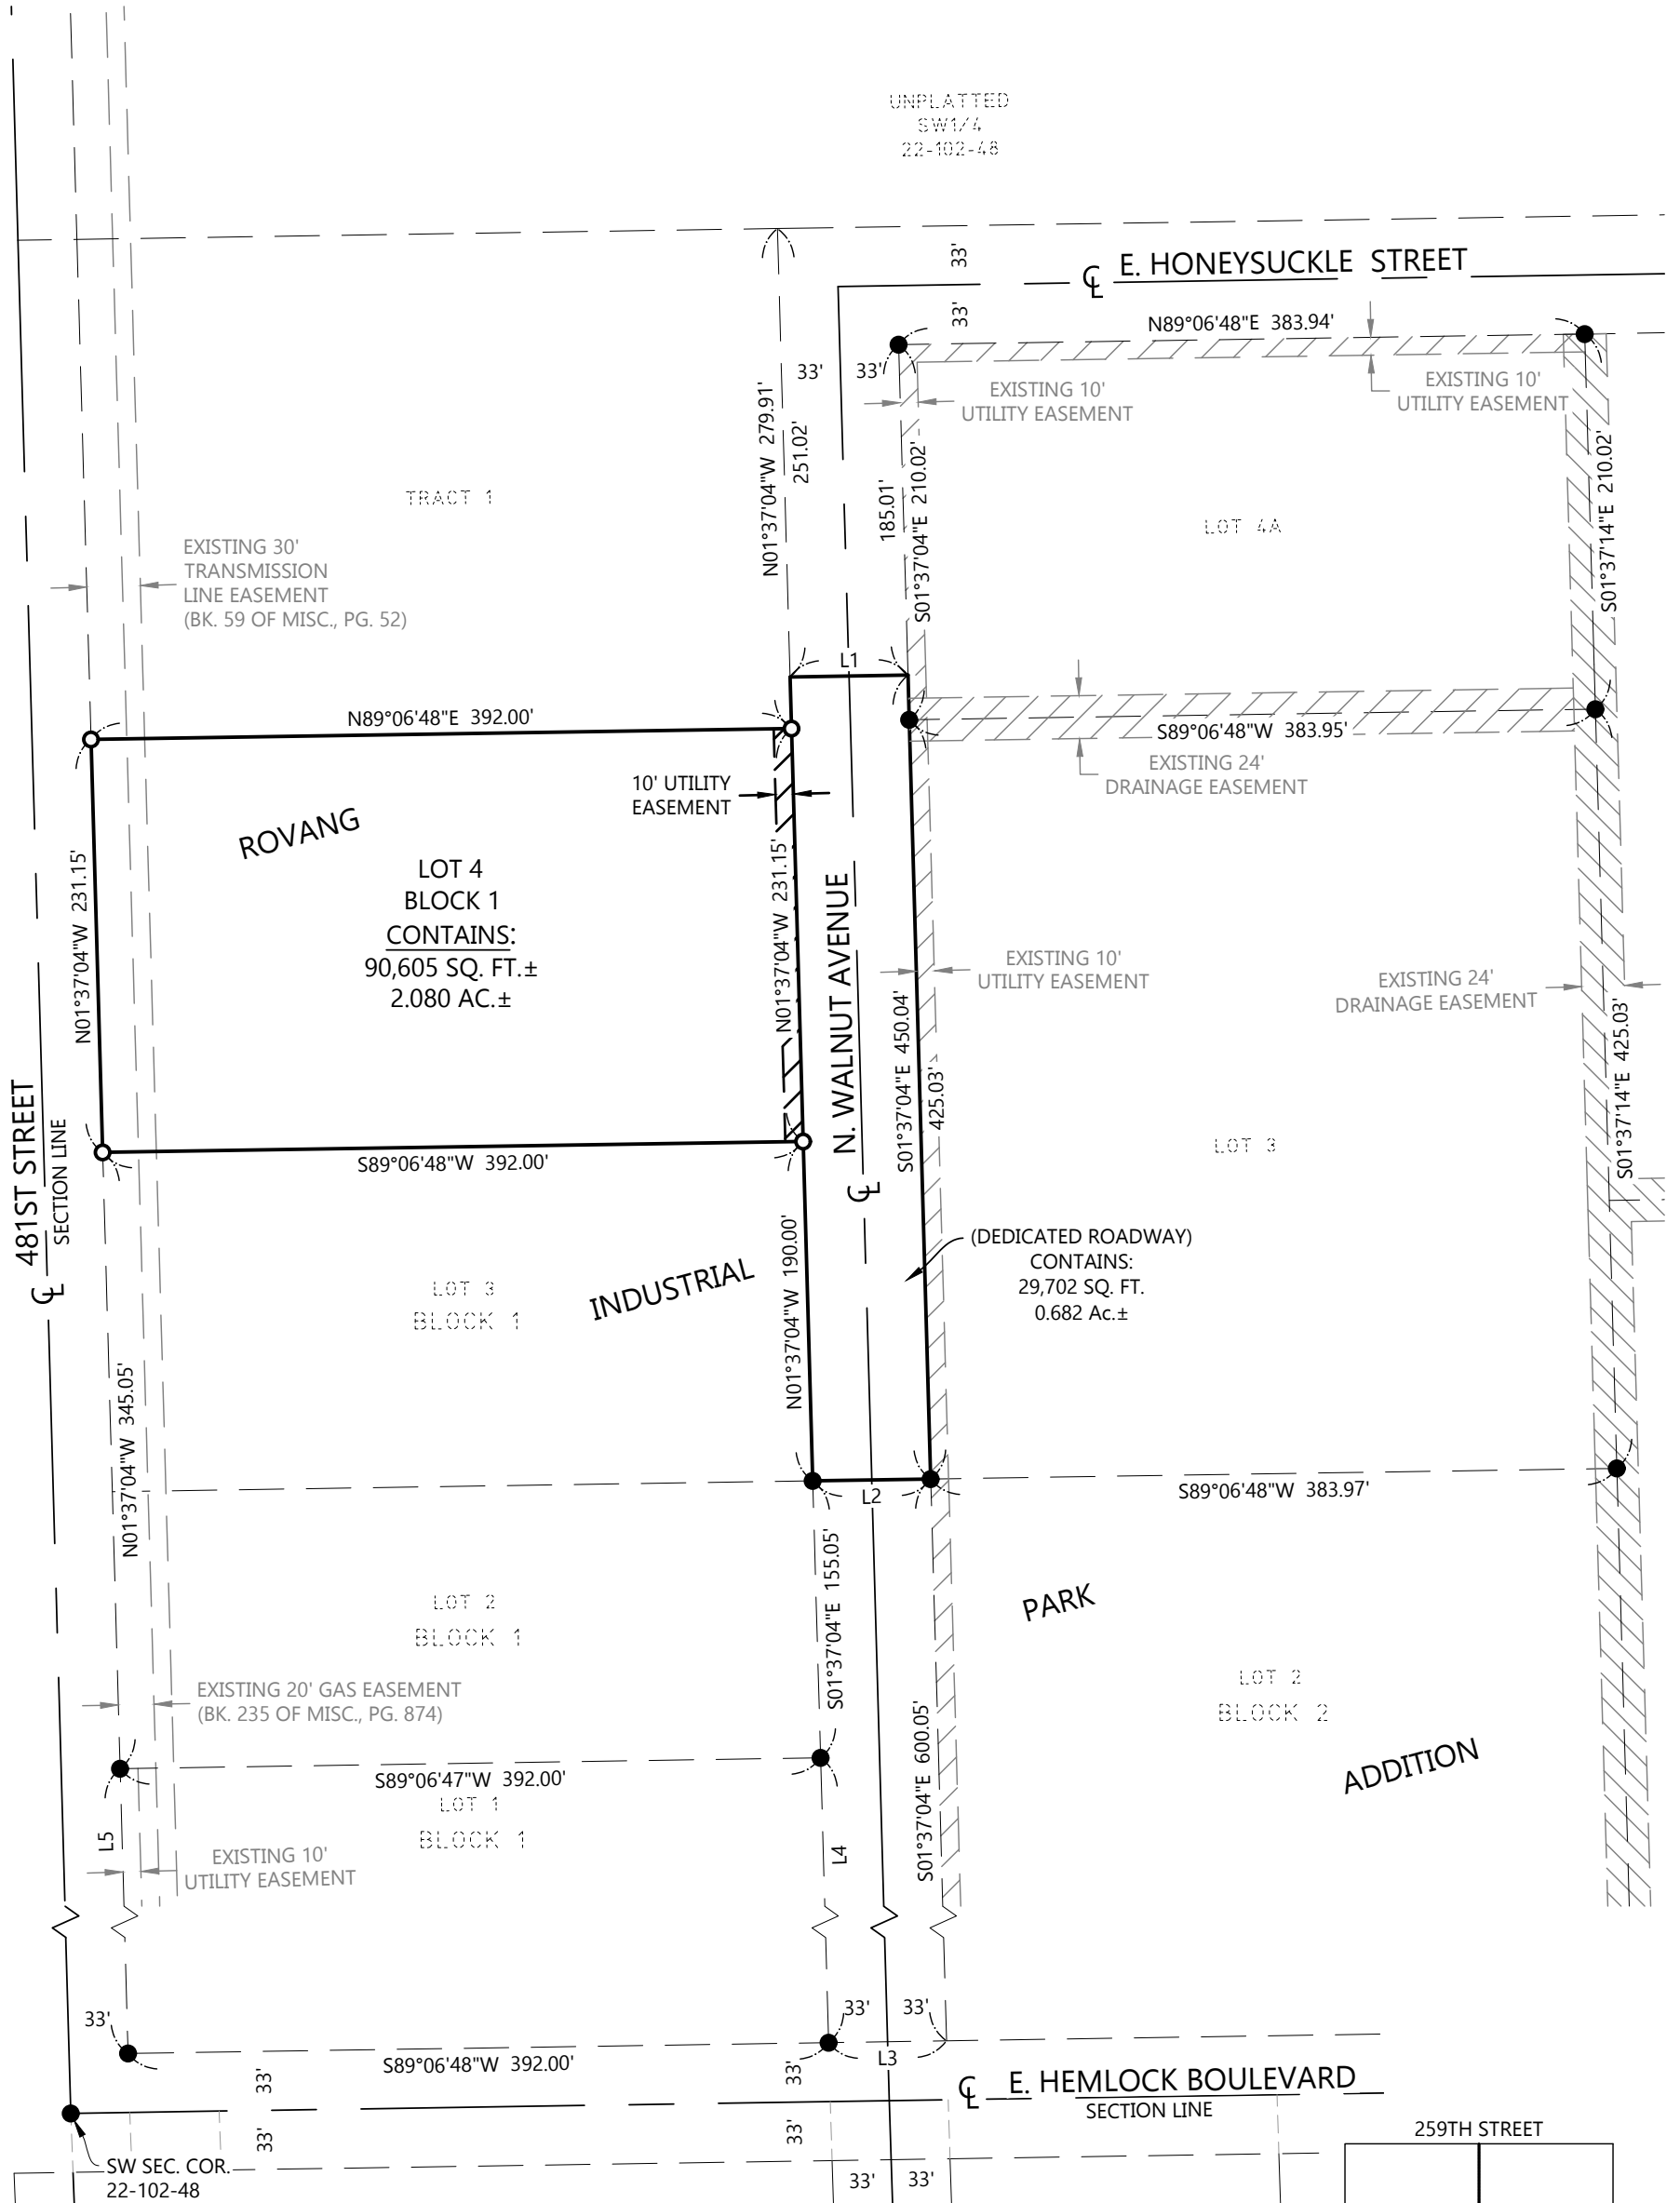 UNPLATTED
SW1/4
22-102-48
33'
℄ E. HONEYSUCKLE STREET
33'
N89°06'48"E 383.94'
33'
33'
EXISTING 10'
UTILITY EASEMENT
EXISTING 10'
UTILITY EASEMENT
N01°37'04"W 279.91'
251.02'
185.01'
S01°37'04"E 210.02'
S01°37'14"E 210.02'
TRACT 1
LOT 4A
EXISTING 30'
TRANSMISSION
LINE EASEMENT
(BK. 59 OF MISC., PG. 52)
L1
N89°06'48"E 392.00'
S89°06'48"W 383.95'
EXISTING 24'
DRAINAGE EASEMENT
10' UTILITY
EASEMENT
ROVANG
LOT 4
BLOCK 1
CONTAINS:
90,605 SQ. FT.±
2.080 AC.±
N01°37'04"W 231.15'
N01°37'04"W 231.15'
℄ N. WALNUT AVENUE
S01°37'04"E 450.04'
425.03'
EXISTING 10'
UTILITY EASEMENT
EXISTING 24'
DRAINAGE EASEMENT
S01°37'14"E 425.03'
℄ 481ST STREET
SECTION LINE
S89°06'48"W 392.00'
LOT 3
N01°37'04"W 190.00'
(DEDICATED ROADWAY)
CONTAINS:
29,702 SQ. FT.
0.682 Ac.±
INDUSTRIAL
LOT 3
BLOCK 1
N01°37'04"W 345.05'
L2
S89°06'48"W 383.97'
S01°37'04"E 155.05'
PARK
LOT 2
BLOCK 1
LOT 2
BLOCK 2
EXISTING 20' GAS EASEMENT
(BK. 235 OF MISC., PG. 874)
S01°37'04"E 600.05'
ADDITION
S89°06'47"W 392.00'
LOT 1
BLOCK 1
L5
L4
EXISTING 10'
UTILITY EASEMENT
33'
33'
33'
S89°06'48"W 392.00'
L3
33'
33'
℄ E. HEMLOCK BOULEVARD
SECTION LINE
33'
33'
259TH STREET
SW SEC. COR.
22-102-48
33'
33'